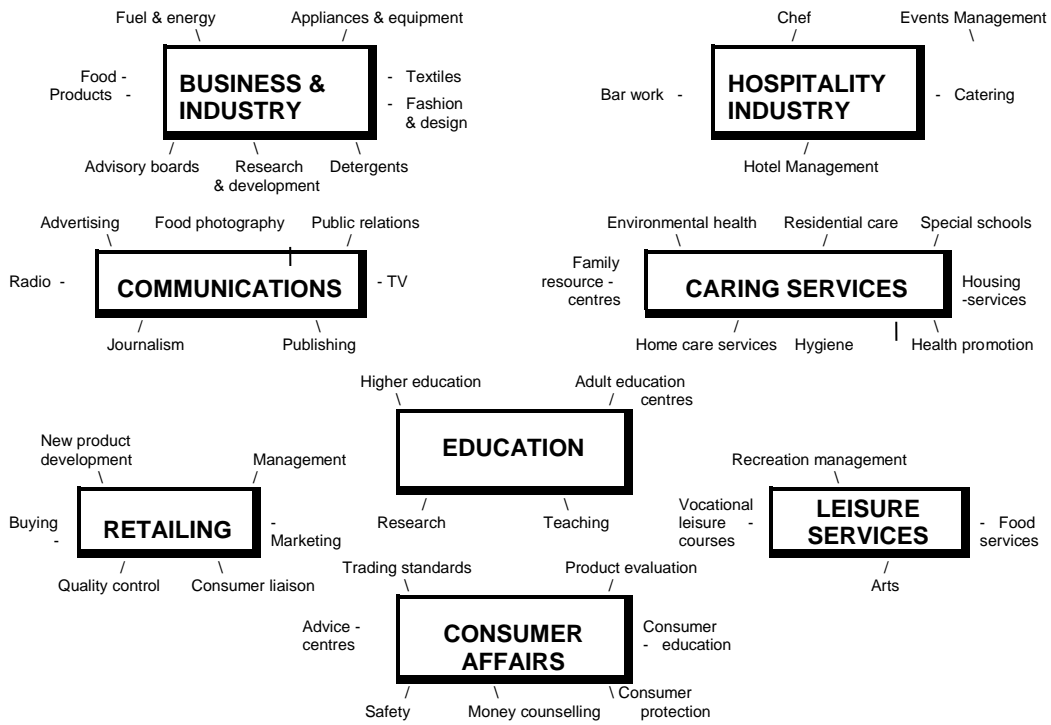 Fuel & energy
Appliances & equipment
Food -
Products -
BUSINESS &
INDUSTRY
- Textiles
- Fashion
& design
Advisory boards
Research
& development
Detergents
Chef
Events Management
Bar work -
HOSPITALITY
INDUSTRY
- Catering
Hotel Management
Advertising
Food photography
Public relations
Radio -
COMMUNICATIONS
- TV
Journalism
Publishing
Environmental health
Residential care
Special schools
Family
resource -
centres
CARING SERVICES
Housing
-services
Home care services
Hygiene
Health promotion
Higher education
Adult education
centres
EDUCATION
Research
Teaching
New product
development
Management
Buying
-
RETAILING
-
Marketing
Quality control
Consumer liaison
Recreation management
Vocational
leisure -
courses
LEISURE
SERVICES
- Food
services
Arts
Trading standards
Product evaluation
Advice -
centres
CONSUMER
AFFAIRS
Consumer
- education
Safety
Money counselling
Consumer
protection